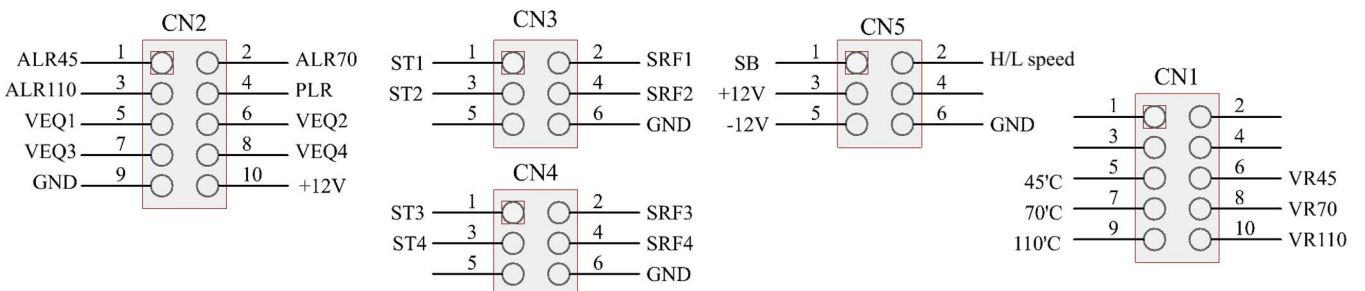 CN2
ALR45 1 2 ALR70
ALR110 3 4 PLR
VEQ1 5 6 VEQ2
VEQ3 7 8 VEQ4
GND 9 10 +12V
CN3
ST1 1 2 SRF1
ST2 3 4 SRF2
5 6 GND
CN4
ST3 1 2 SRF3
ST4 3 4 SRF4
5 6 GND
CN5
SB 1 2 H/L speed
+12V 3 4
-12V 5 6 GND
CN1
1 2
3 4
45'C 5 6 VR45
70'C 7 8 VR70
110'C 9 10 VR110